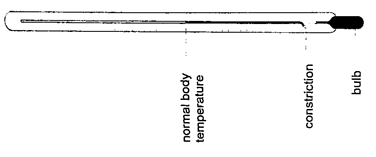 normal body
temperature
constriction
bulb